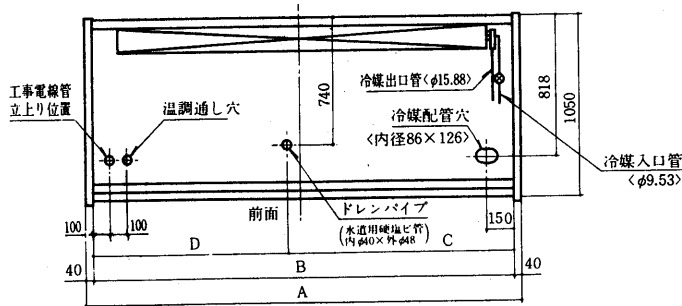 工事電線管
立上り位置
温調通し穴
740
冷媒出口管<φ15.88>
冷媒配管穴
<内径86×126>
818
1050
冷媒入口管
<φ9.53>
前面
ドレンパイプ
(水道用硬塩ビ管
内φ40×外φ48)
100
100
150
D
C
40
B
40
A